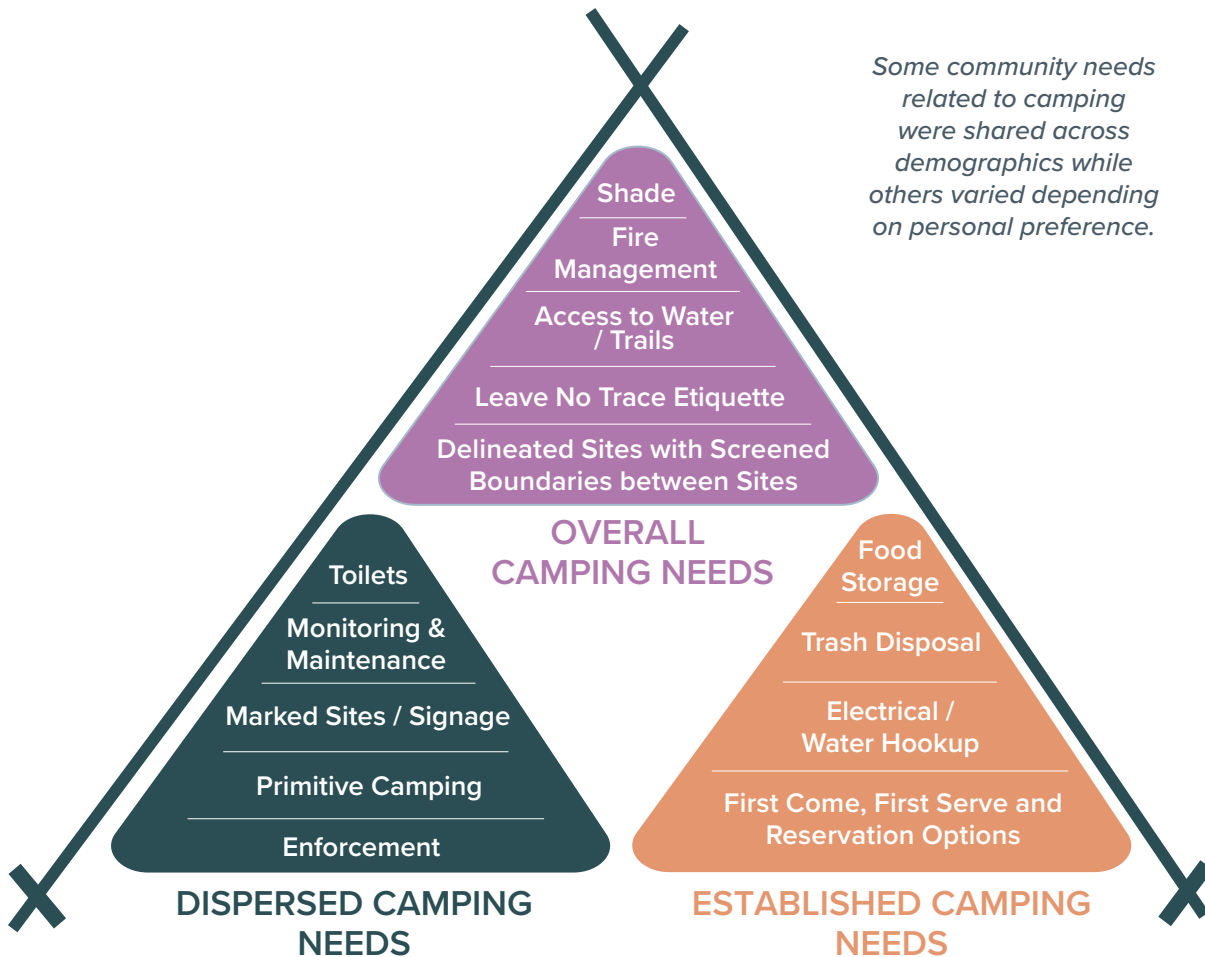 Some community needs
related to camping
were shared across
demographics while
others varied depending
on personal preference.
Shade
Fire
Management
Access to Water
/ Trails
Leave No Trace Etiquette
Delineated Sites with Screened
Boundaries between Sites
OVERALL
CAMPING NEEDS
Toilets
Monitoring &
Maintenance
Marked Sites / Signage
Primitive Camping
Enforcement
DISPERSED CAMPING
NEEDS
Food
Storage
Trash Disposal
Electrical /
Water Hookup
First Come, First Serve and
Reservation Options
ESTABLISHED CAMPING
NEEDS